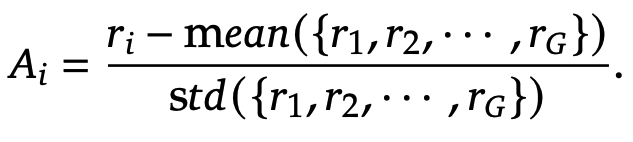 A_i = \frac{r_i - mean(\{r_1, r_2, \cdots, r_G\})}{std(\{r_1, r_2, \cdots, r_G\})}.